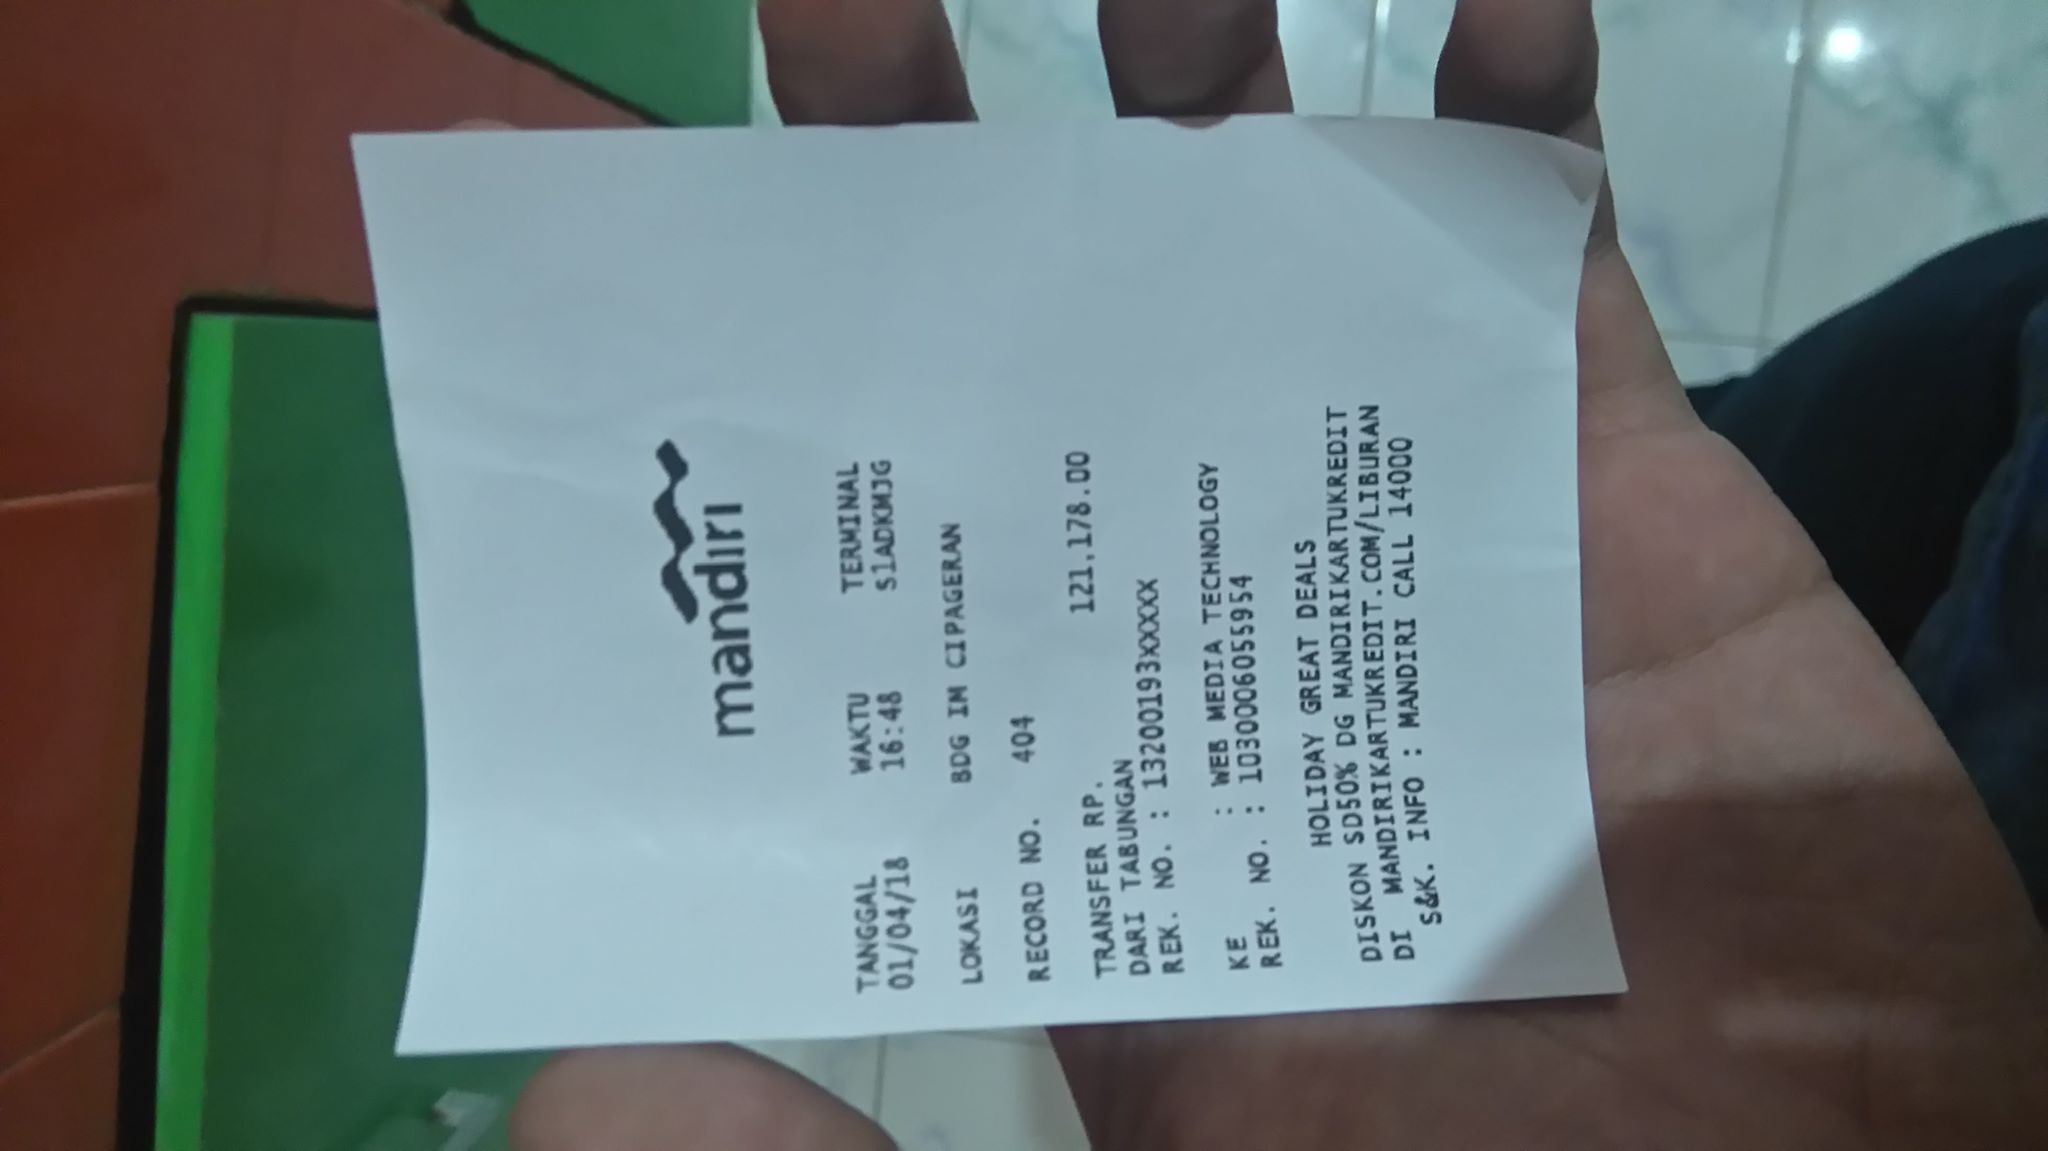 mandiri
TANGGAL WAKTU TERMINAL
01/04/18 16:48 S1ADKMJG
LOKASI BDG IM CIPAGERAN
RECORD NO. 404
TRANSFER RP. 121.178.00
DARI TABUNGAN
REK. NO. : 13200193XXXXX
KE : WEB MEDIA TECHNOLOGY
REK. NO. : 1030006055954
HOLIDAY GREAT DEALS
DISKON SD50% DG MANDIRIKARTUKREDIT
DI MANDIRIKARTUKREDIT.COM/LIBURAN
S&K. INFO : MANDIRI CALL 14000